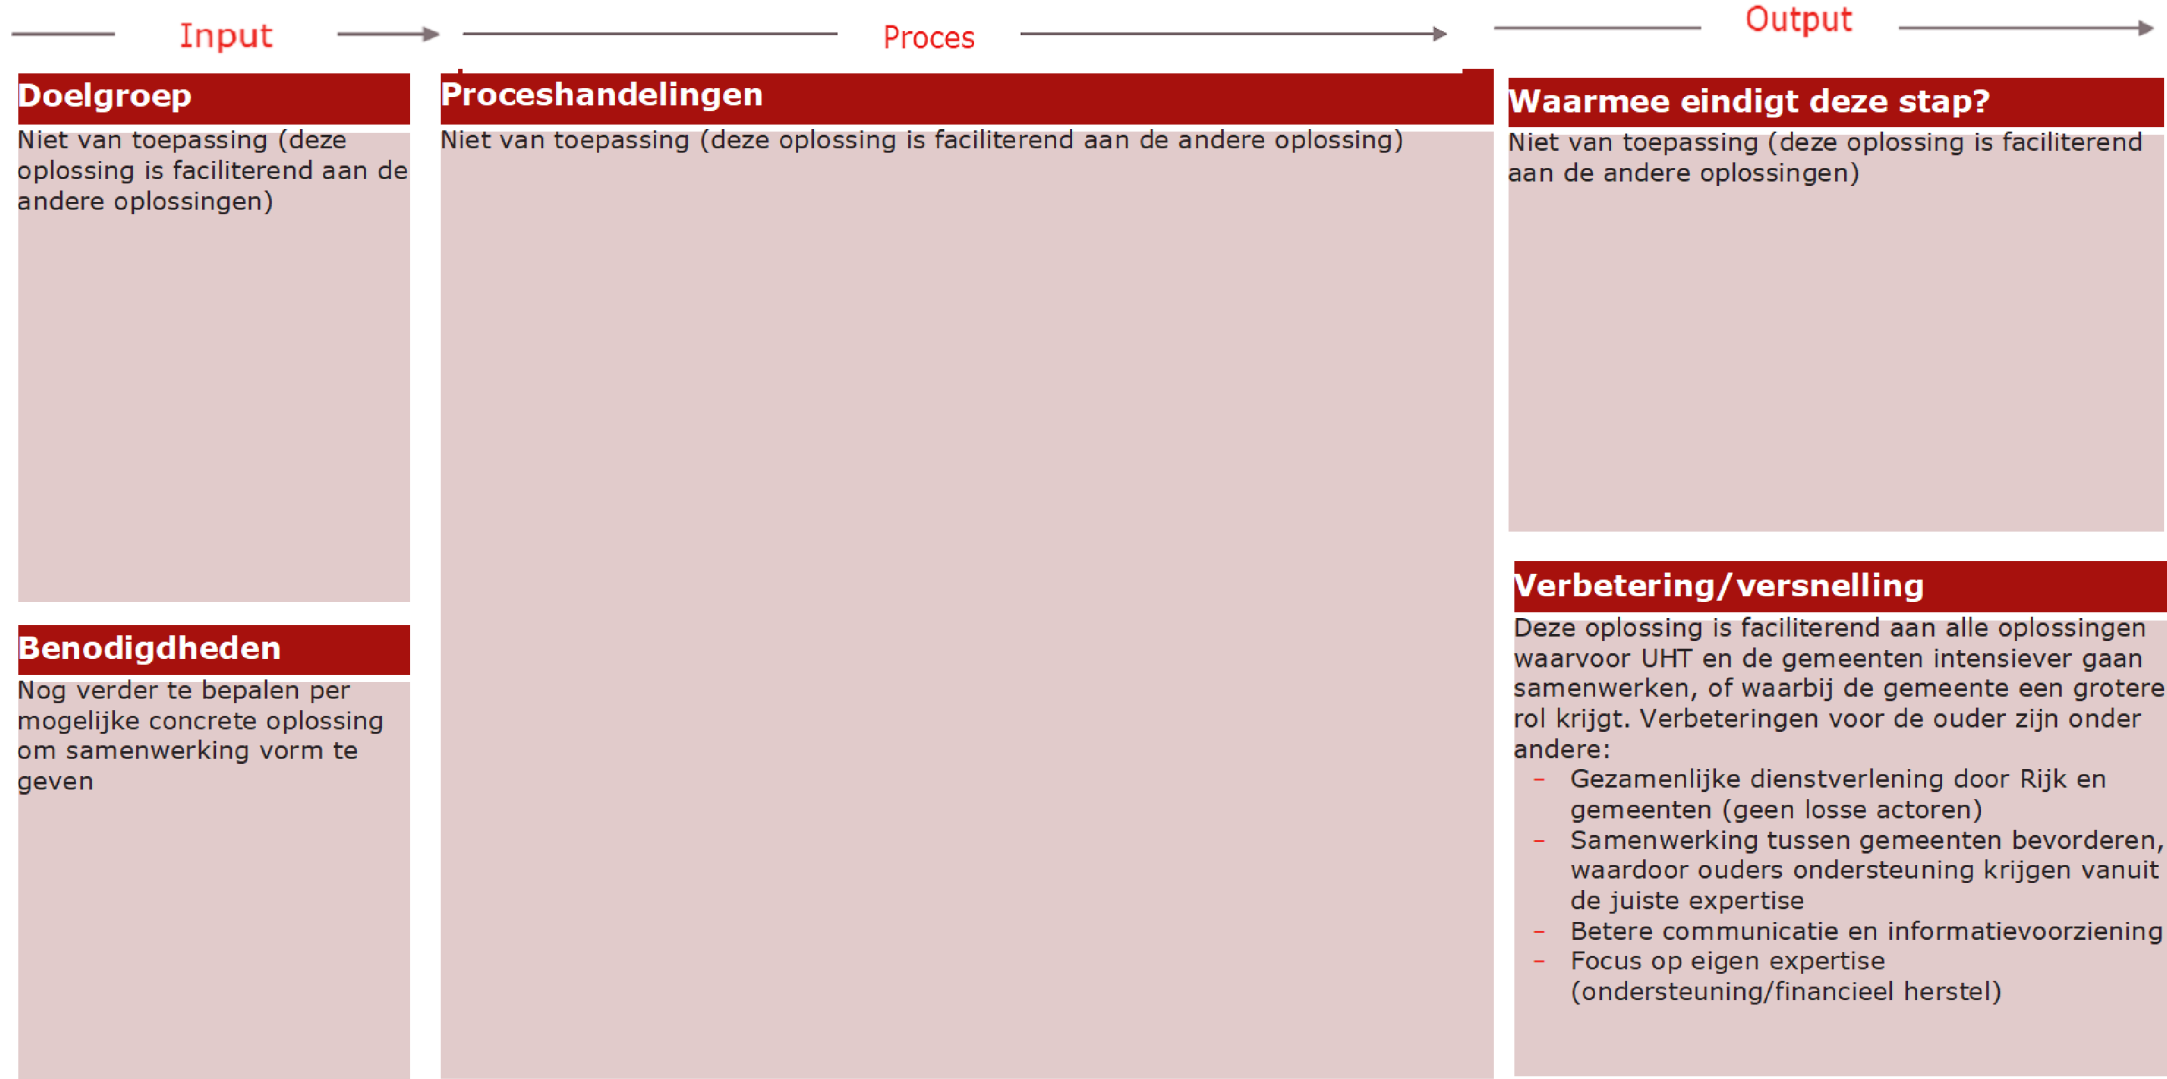 Input
Proces
Output
Doelgroep
Niet van toepassing (deze
oplossing is faciliterend aan de
andere oplossingen)
Benodigdheden
Nog verder te bepalen per
mogelijke concrete oplossing
om samenwerking vorm te
geven
Proceshandelingen
Niet van toepassing (deze oplossing is faciliterend aan de andere oplossing)
Waarmee eindigt deze stap?
Niet van toepassing (deze oplossing is faciliterend
aan de andere oplossingen)
Verbetering/versnelling
Deze oplossing is faciliterend aan alle oplossingen
waarvoor UHT en de gemeenten intensiever gaan
samenwerken, of waarbij de gemeente een grotere
rol krijgt. Verbeteringen voor de ouder zijn onder
andere:
– Gezamenlijke dienstverlening door Rijk en
gemeenten (geen losse actoren)
– Samenwerking tussen gemeenten bevorderen,
waardoor ouders ondersteuning krijgen vanuit
de juiste expertise
– Betere communicatie en informatievoorziening
– Focus op eigen expertise
(ondersteuning/financieel herstel)